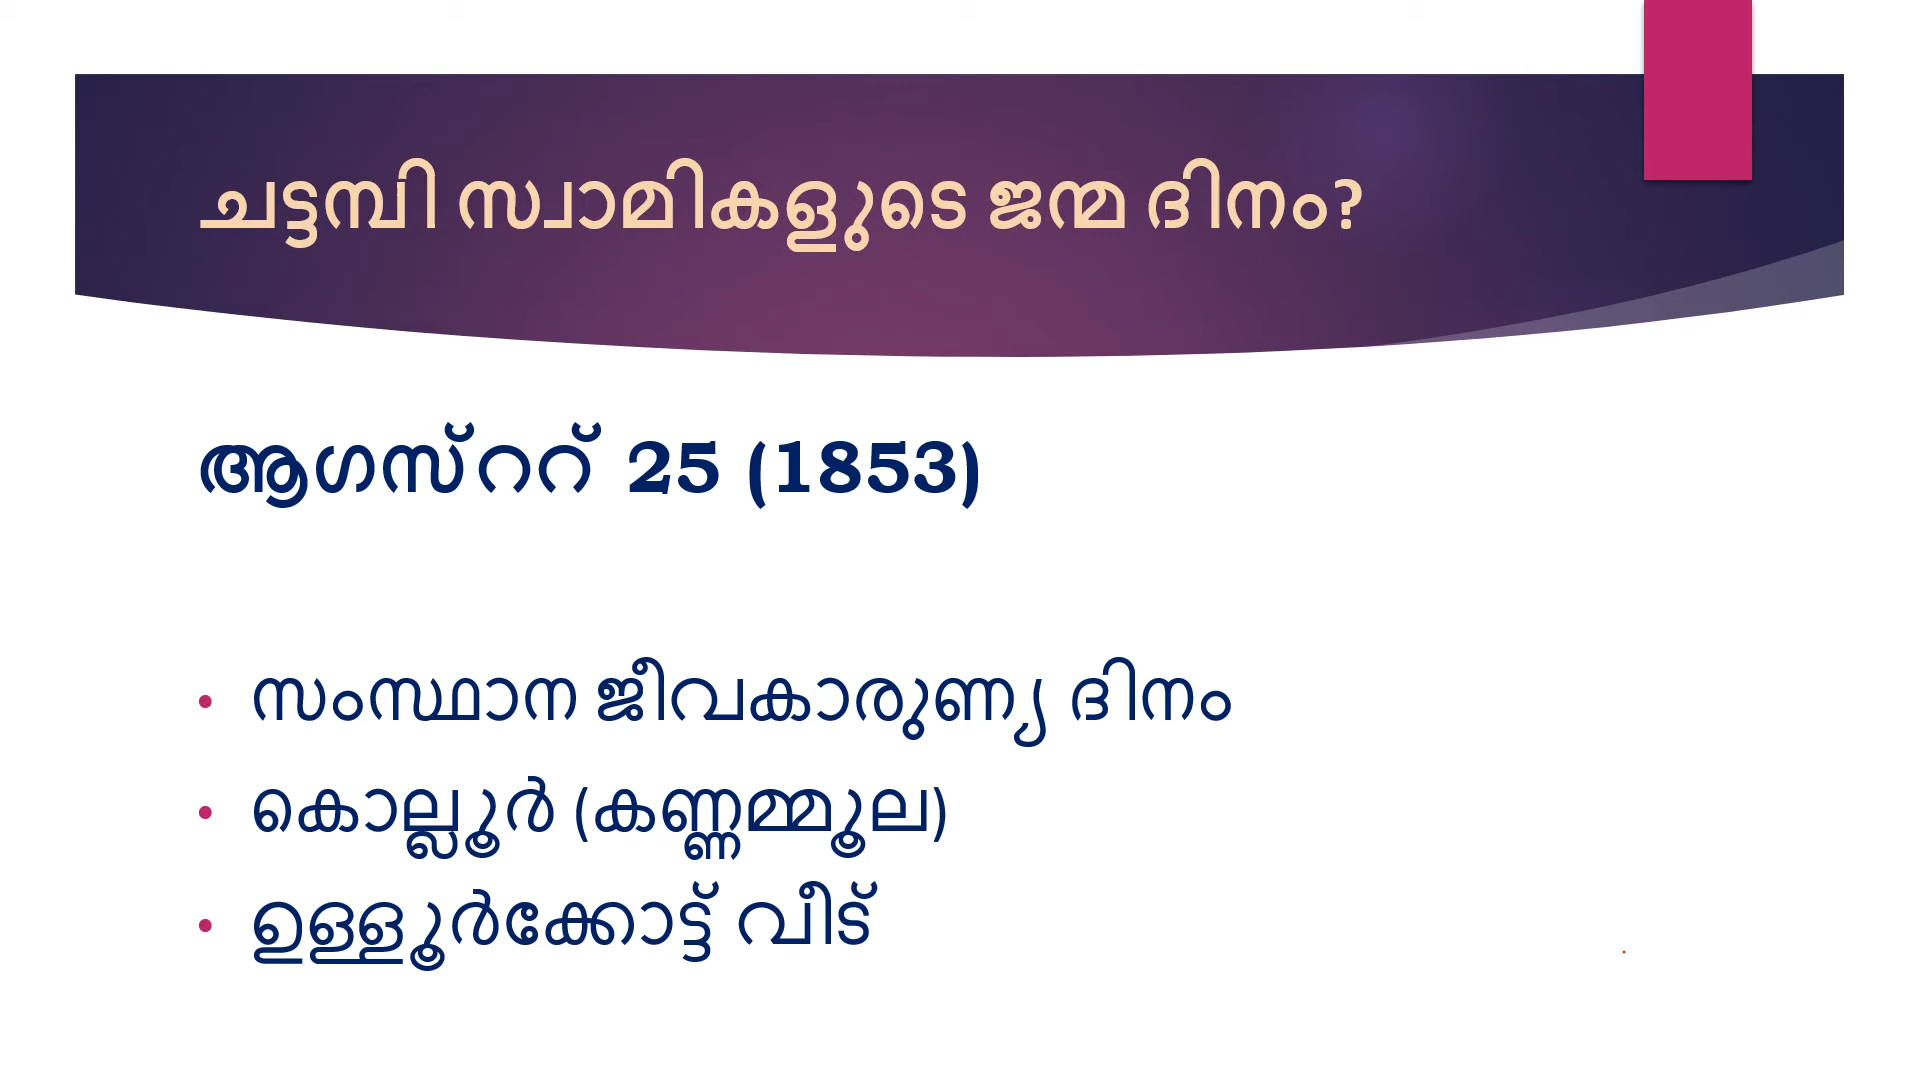 ചട്ടമ്പി സ്വാമികളുടെ ജന്മ ദിനം?
ആഗസ്ററ് 25 (1853)
• സംസ്ഥാന ജീവകാരുണ്യ ദിനം
• കൊല്ലൂർ (കണ്ണമ്മൂല)
• ഉള്ളൂർക്കോട്ട് വീട്